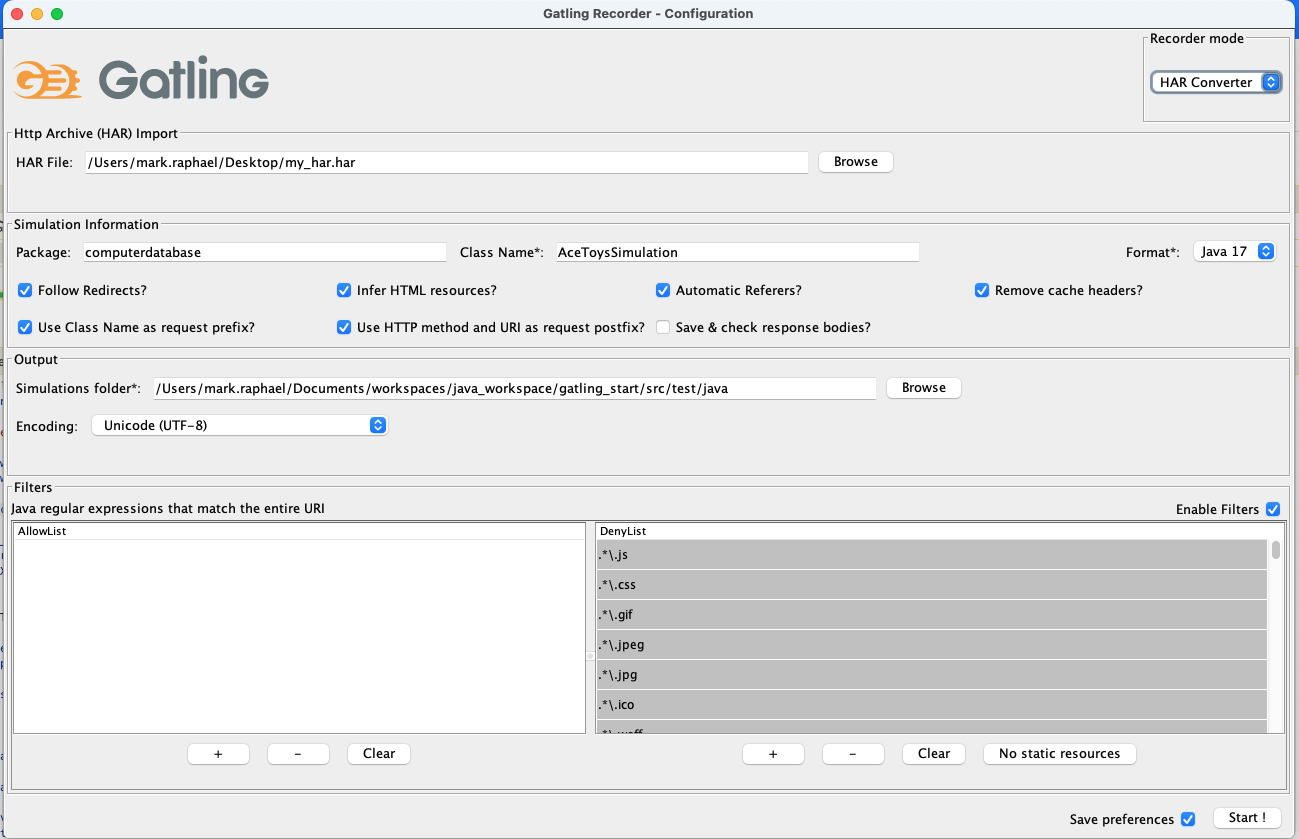 Gatling Recorder - Configuration
Gatling
Recorder mode
HAR Converter
Http Archive (HAR) Import
HAR File: /Users/mark.raphael/Desktop/my_har.har Browse
Simulation Information
Package: computerdatabase Class Name*: AceToysSimulation Format*: Java 17
Follow Redirects? Infer HTML resources? Automatic Referers? Remove cache headers?
Use Class Name as request prefix? Use HTTP method and URI as request postfix? Save & check response bodies?
Output
Simulations folder*: /Users/mark.raphael/Documents/workspaces/java_workspace/gatling_start/src/test/java Browse
Encoding: Unicode (UTF-8)
Filters
Java regular expressions that match the entire URI Enable Filters
AllowList DenyList
.*\.js
.*\.css
.*\.gif
.*\.jpeg
.*\.jpg
.*\.ico
+ - Clear + - Clear No static resources
Save preferences Start !